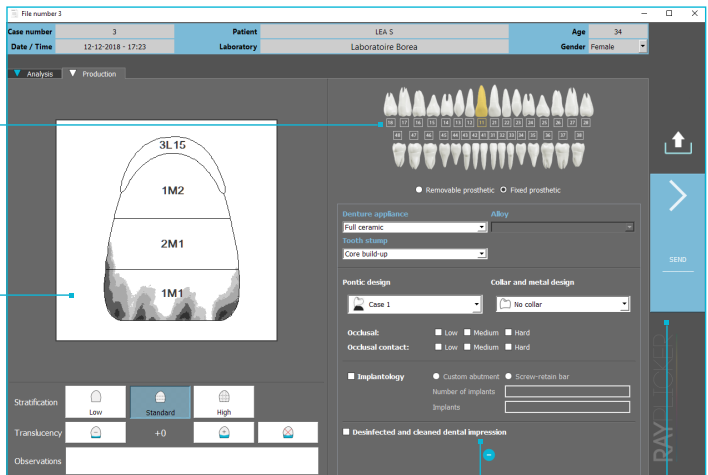 File number 3
Case number 3 Patient LEA S Age 34
Date / Time 12-12-2018 - 17:23 Laboratory Laboratoire Borea Gender Female
Analysis Production
3L15
1M2
2M1
1M1
18 17 16 15 14 13 12 11 21 22 23 24 25 26 27 28
48 47 46 45 44 43 42 41 31 32 33 34 35 36 37 38
Removable prosthetic Fixed prosthetic
Denture appliance Alloy
Full ceramic
Tooth stump
Core build-up
Pontic design Collar and metal design
Case 1 No collar
Occlusal: Low Medium Hard
Occlusal contact: Low Medium Hard
Implantology Custom abutment Screw-retain bar
Number of implants
Implants
Desinfected and cleaned dental impression
Stratification Low Standard High
Translucency +0
Observations
SEND
RAYPLICKER